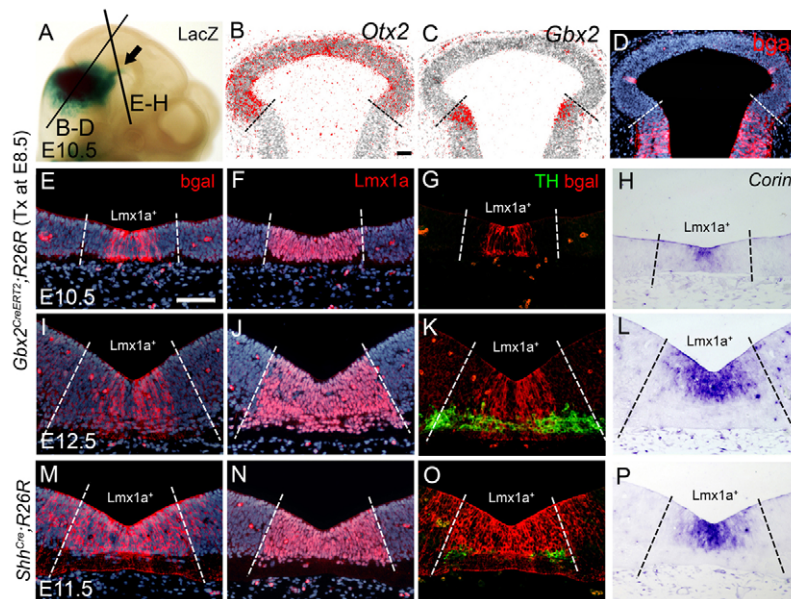 A
LacZ
E-H
B-D
E10.5
B
Otx2
C
Gbx2
D
bgal
Gbx2CreERT2;R26R (Tx at E8.5)
E
bgal
Lmx1a+
E10.5
F
Lmx1a
Lmx1a+
G
TH bgal
Lmx1a+
H
Corin
Lmx1a+
I
Lmx1a+
E12.5
J
Lmx1a+
K
Lmx1a+
L
Lmx1a+
ShhCre;R26R
M
Lmx1a+
E11.5
N
Lmx1a+
O
Lmx1a+
P
Lmx1a+